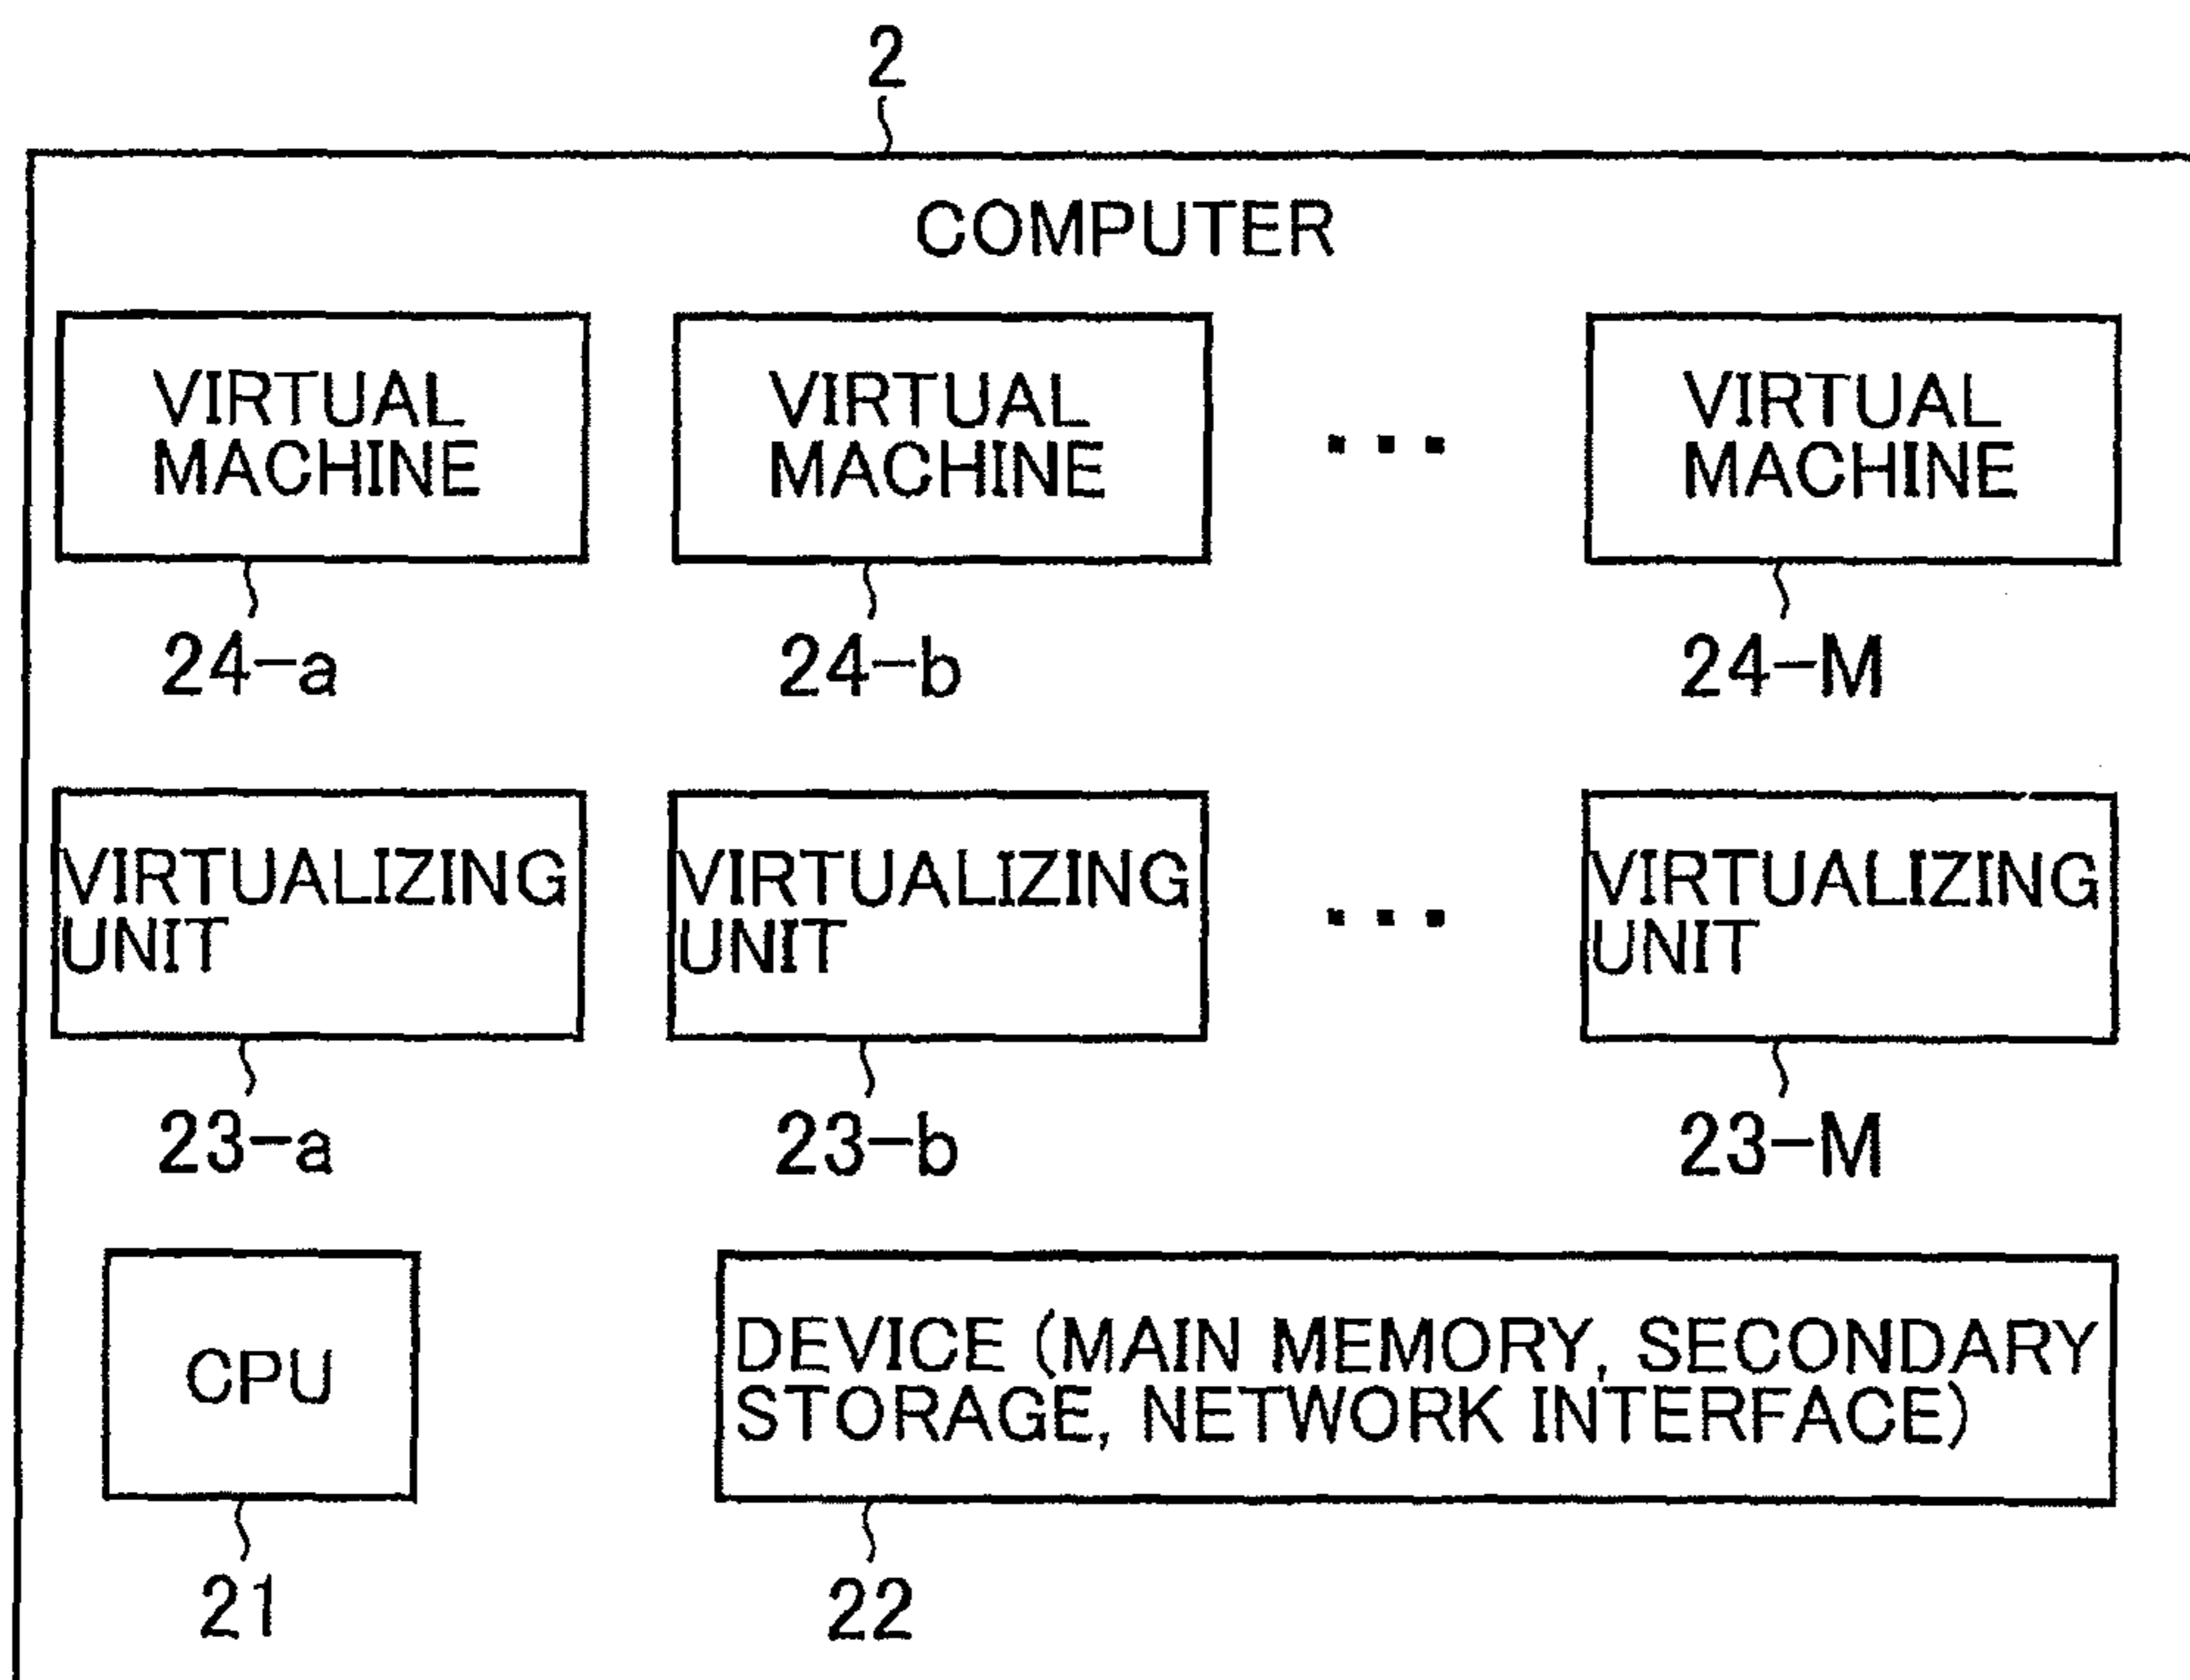 2
COMPUTER
VIRTUAL
MACHINE
VIRTUAL
MACHINE
...
VIRTUAL
MACHINE
24-a
24-b
24-M
VIRTUALIZING
UNIT
VIRTUALIZING
UNIT
...
VIRTUALIZING
UNIT
23-a
23-b
23-M
CPU
DEVICE (MAIN MEMORY, SECONDARY
STORAGE, NETWORK INTERFACE)
21
22